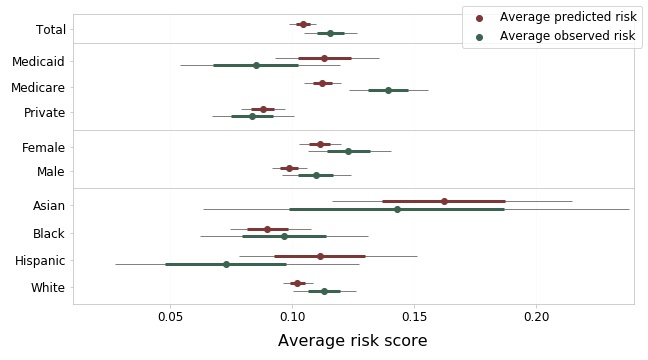 Average predicted risk
Average observed risk
Total
Medicaid
Medicare
Private
Female
Male
Asian
Black
Hispanic
White
0.05 0.10 0.15 0.20
Average risk score